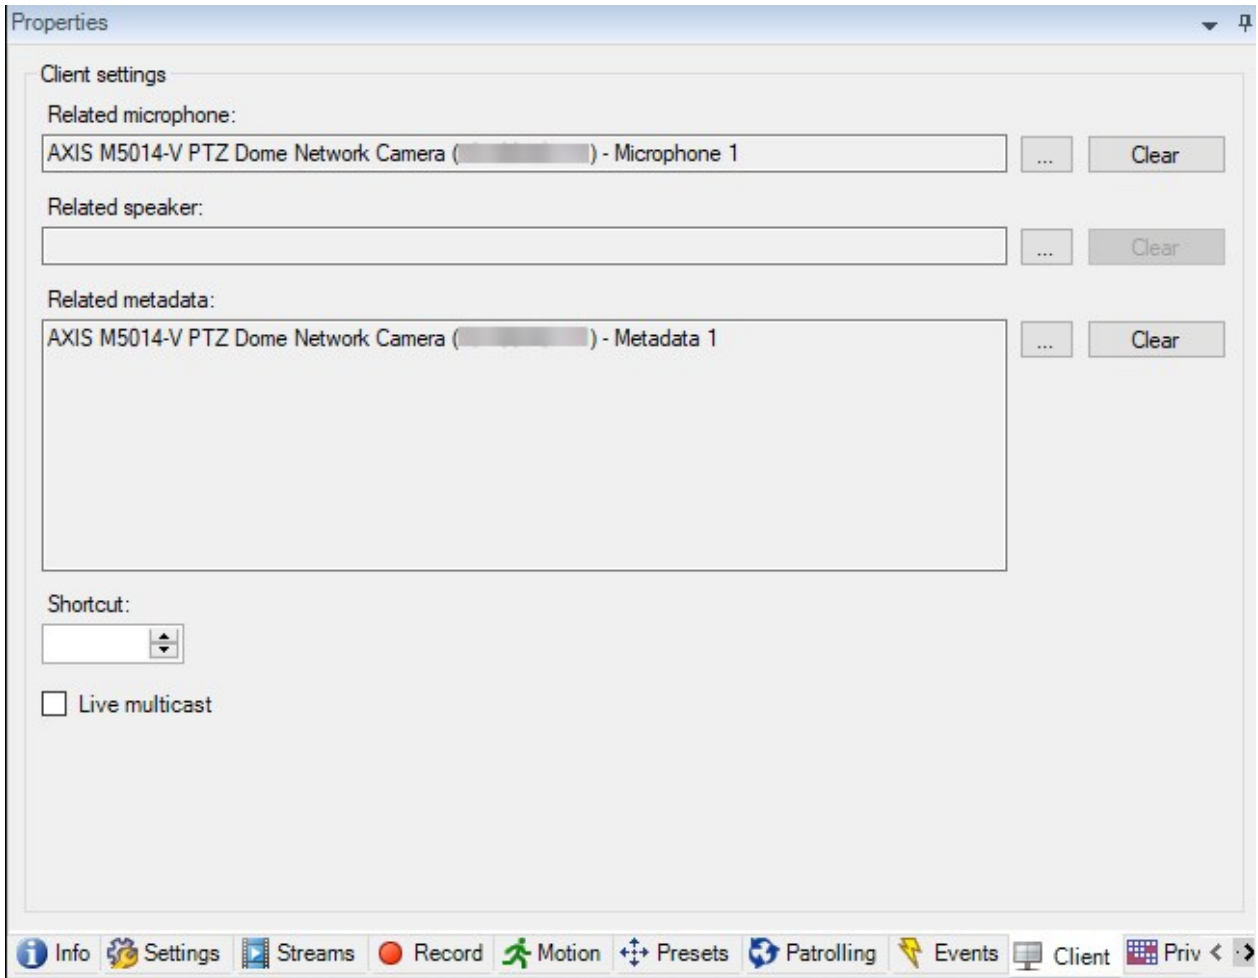 Properties
Client settings
Related microphone:
AXIS M5014-V PTZ Dome Network Camera ( ) - Microphone 1 ... Clear
Related speaker:
... Clear
Related metadata:
AXIS M5014-V PTZ Dome Network Camera ( ) - Metadata 1 ... Clear
Shortcut:
Live multicast
Info Settings Streams Record Motion Presets Patrolling Events Client Priv